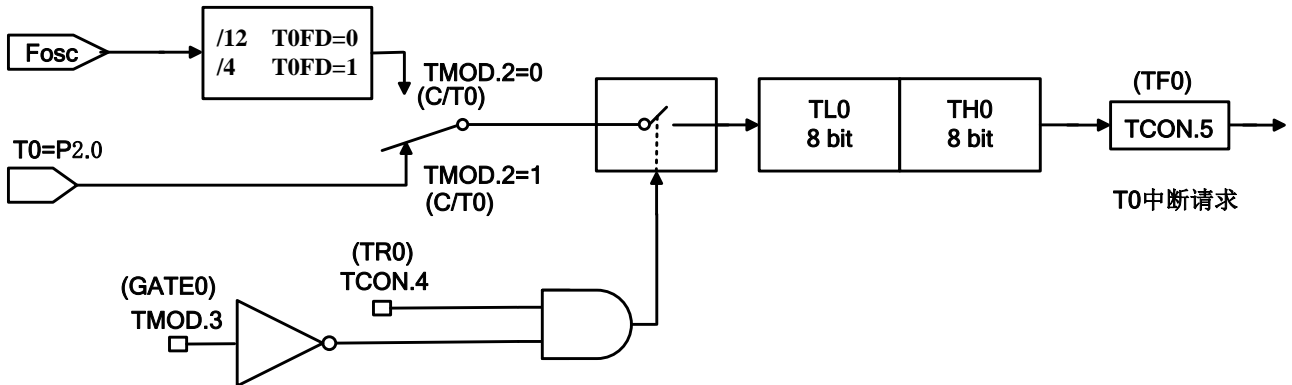 Fosc
/12 T0FD=0
/4 T0FD=1
TMOD.2=0
(C/T0)
T0=P2.0
TMOD.2=1
(C/T0)
TL0
8 bit
TH0
8 bit
(TF0)
TCON.5
T0中断请求
(TR0)
TCON.4
(GATE0)
TMOD.3